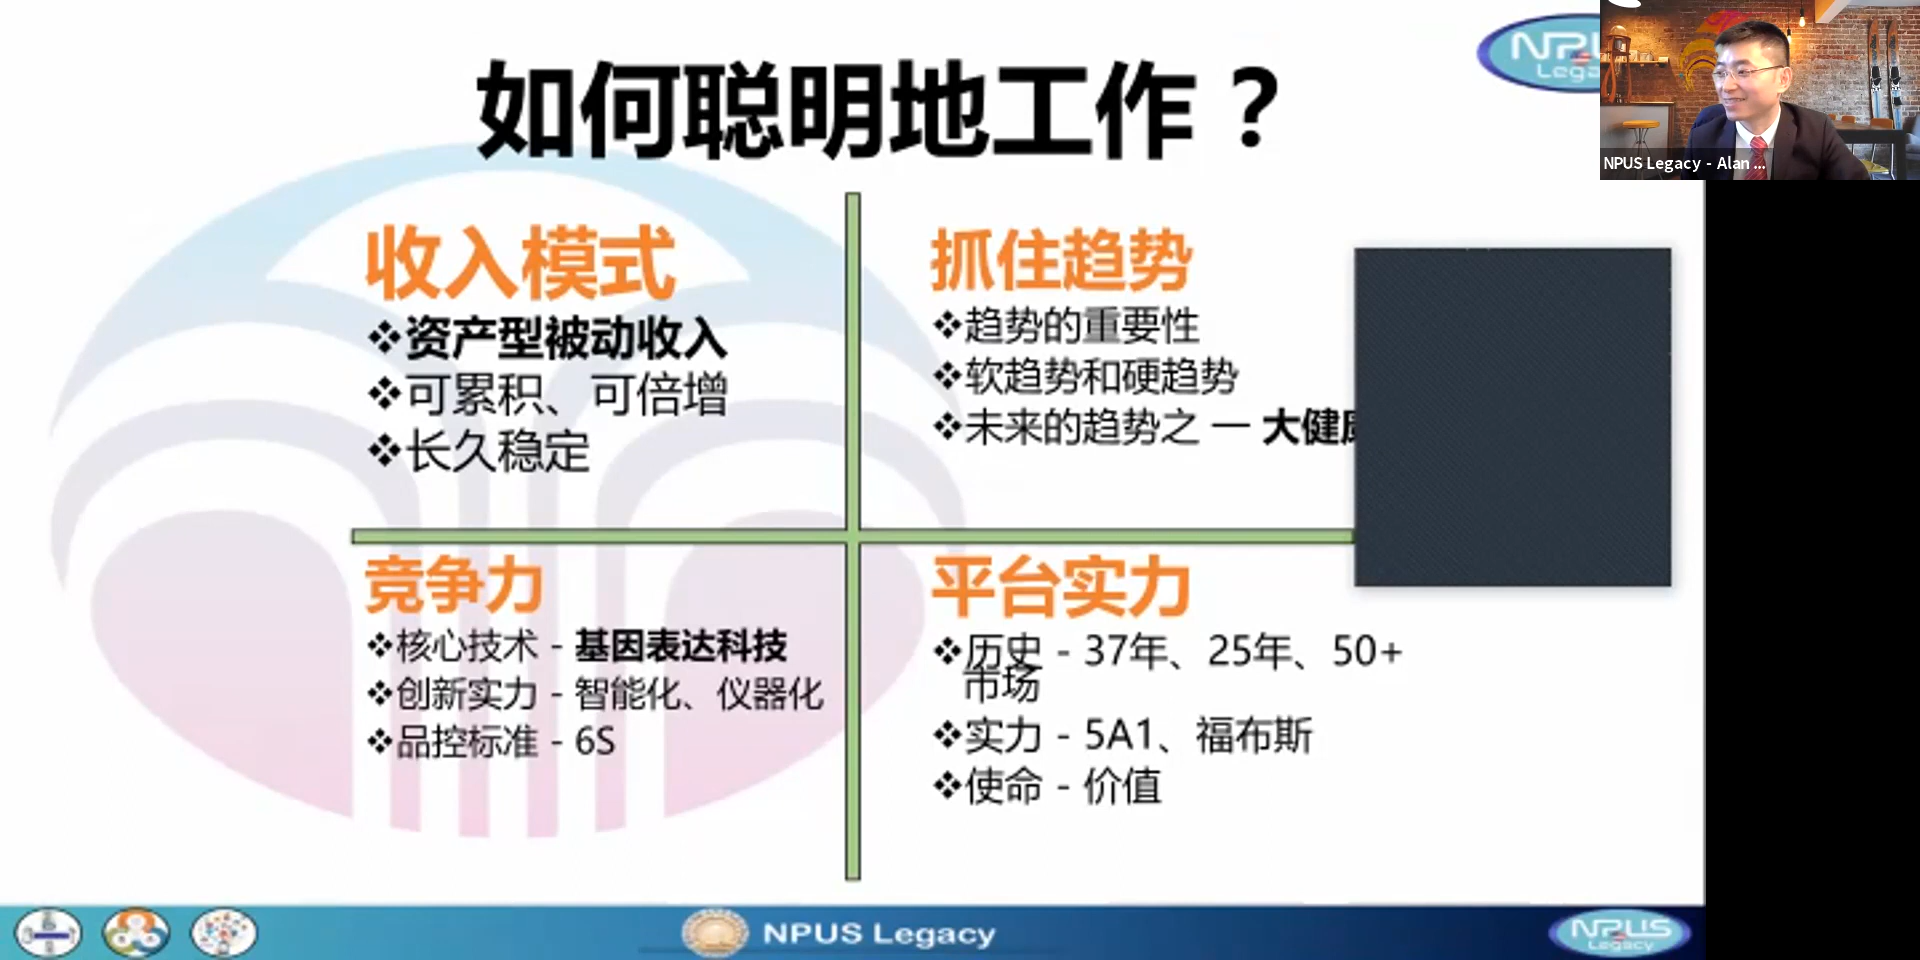 如何聪明地工作？
NPUS Legacy - Alan ...
收入模式
❖资产型被动收入
❖可累积、可倍增
❖长久稳定
抓住趋势
❖趋势的重要性
❖软趋势和硬趋势
❖未来的趋势之一 大健
竞争力
❖核心技术 - 基因表达科技
❖创新实力 - 智能化、仪器化
❖品控标准 - 6S
平台实力
❖历史 - 37年、25年、50+
市场
❖实力 - 5A1、福布斯
❖使命 - 价值
NPUS Legacy
NPUS
Legacy